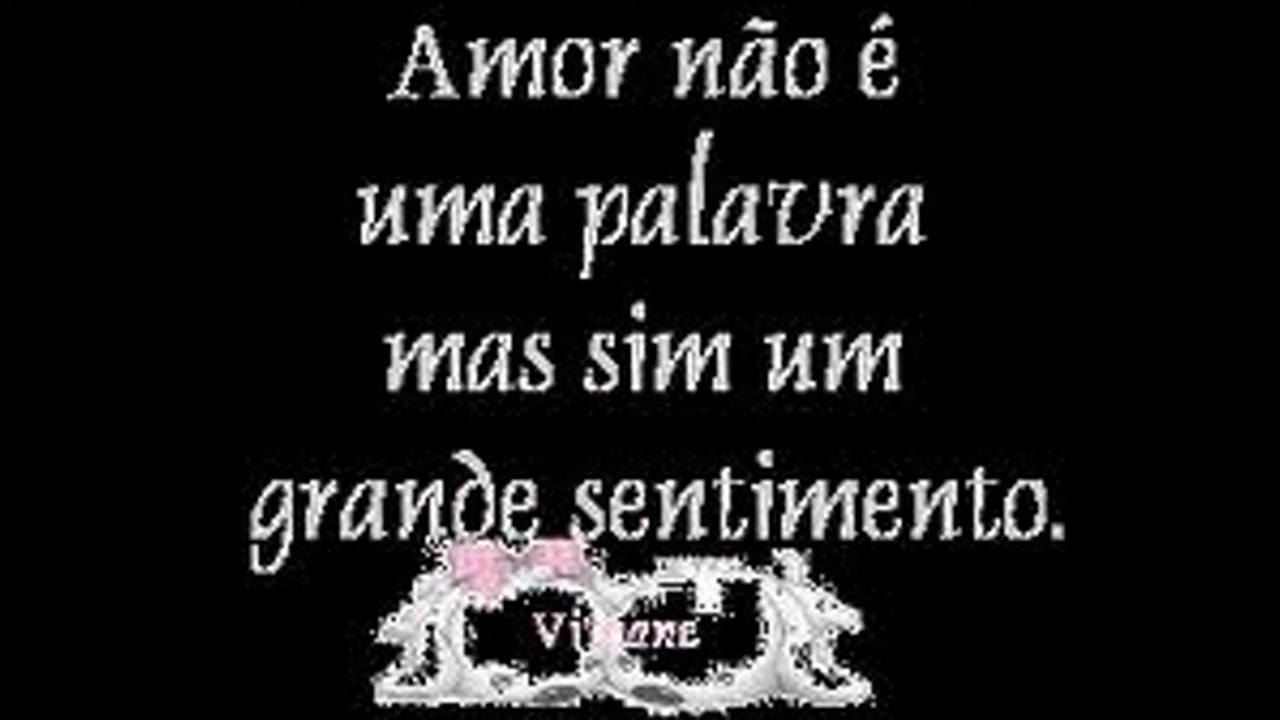 Amor não é
uma palavra
mas sim um
grande sentimento.